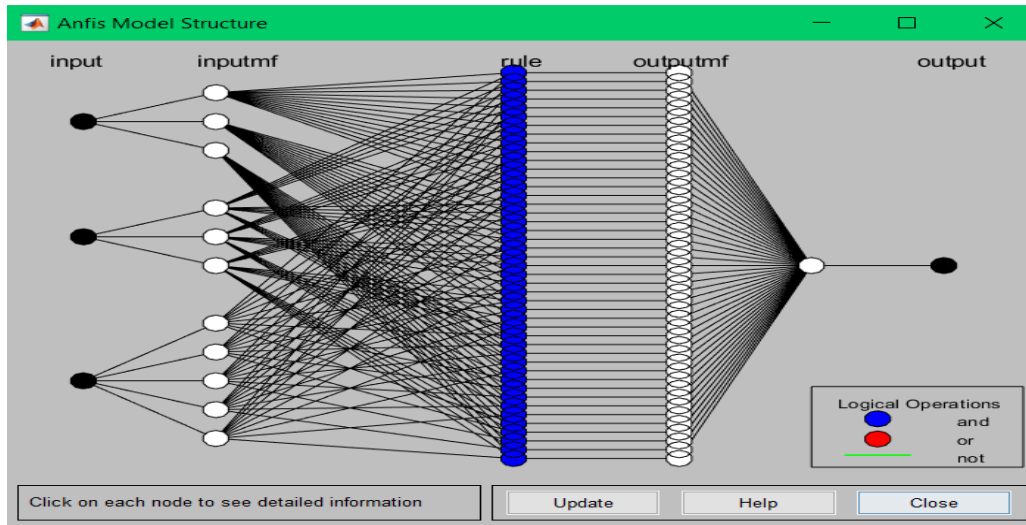 Anfis Model Structure
input inputmf rule outputmf output
Logical Operations
and
or
not
Click on each node to see detailed information
Update Help Close